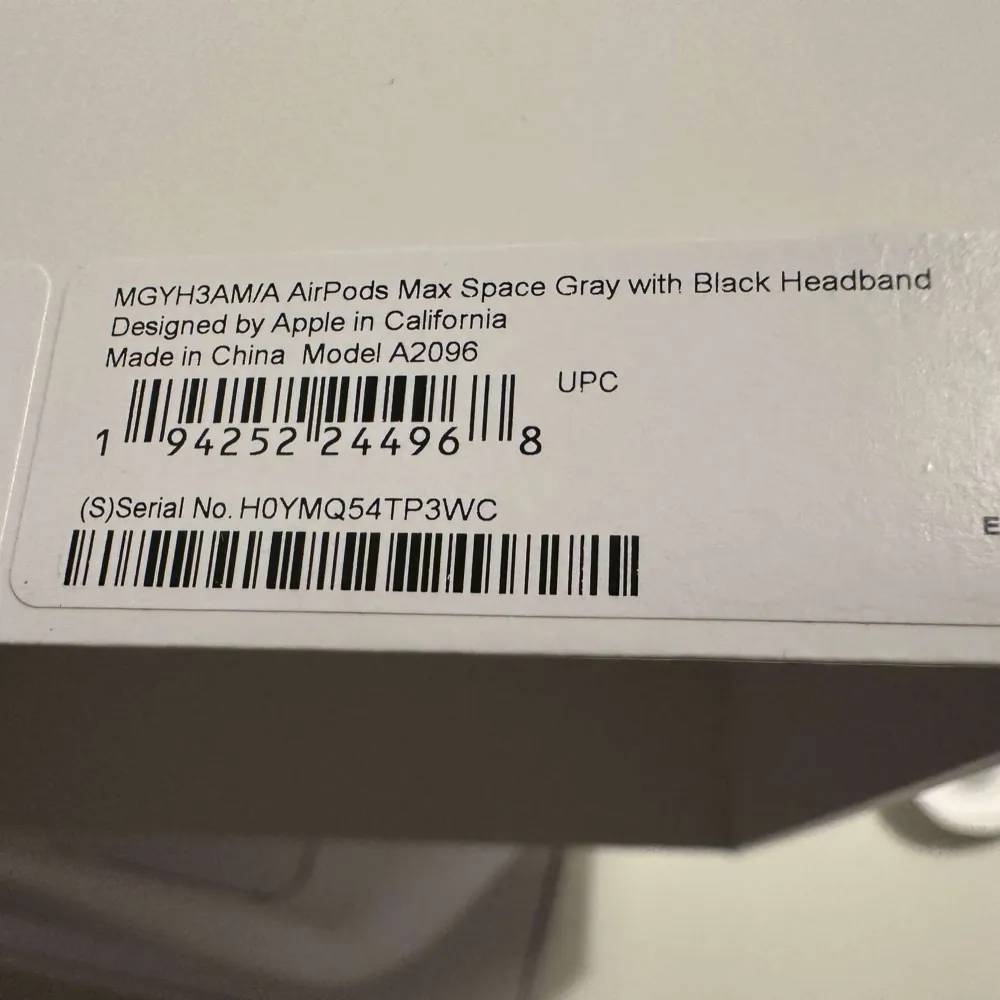 MGYH3AM/A AirPods Max Space Gray with Black Headband
Designed by Apple in California
Made in China Model A2096
UPC
1 94252 24496 8
(S)Serial No. H0YMQ54TP3WC
E